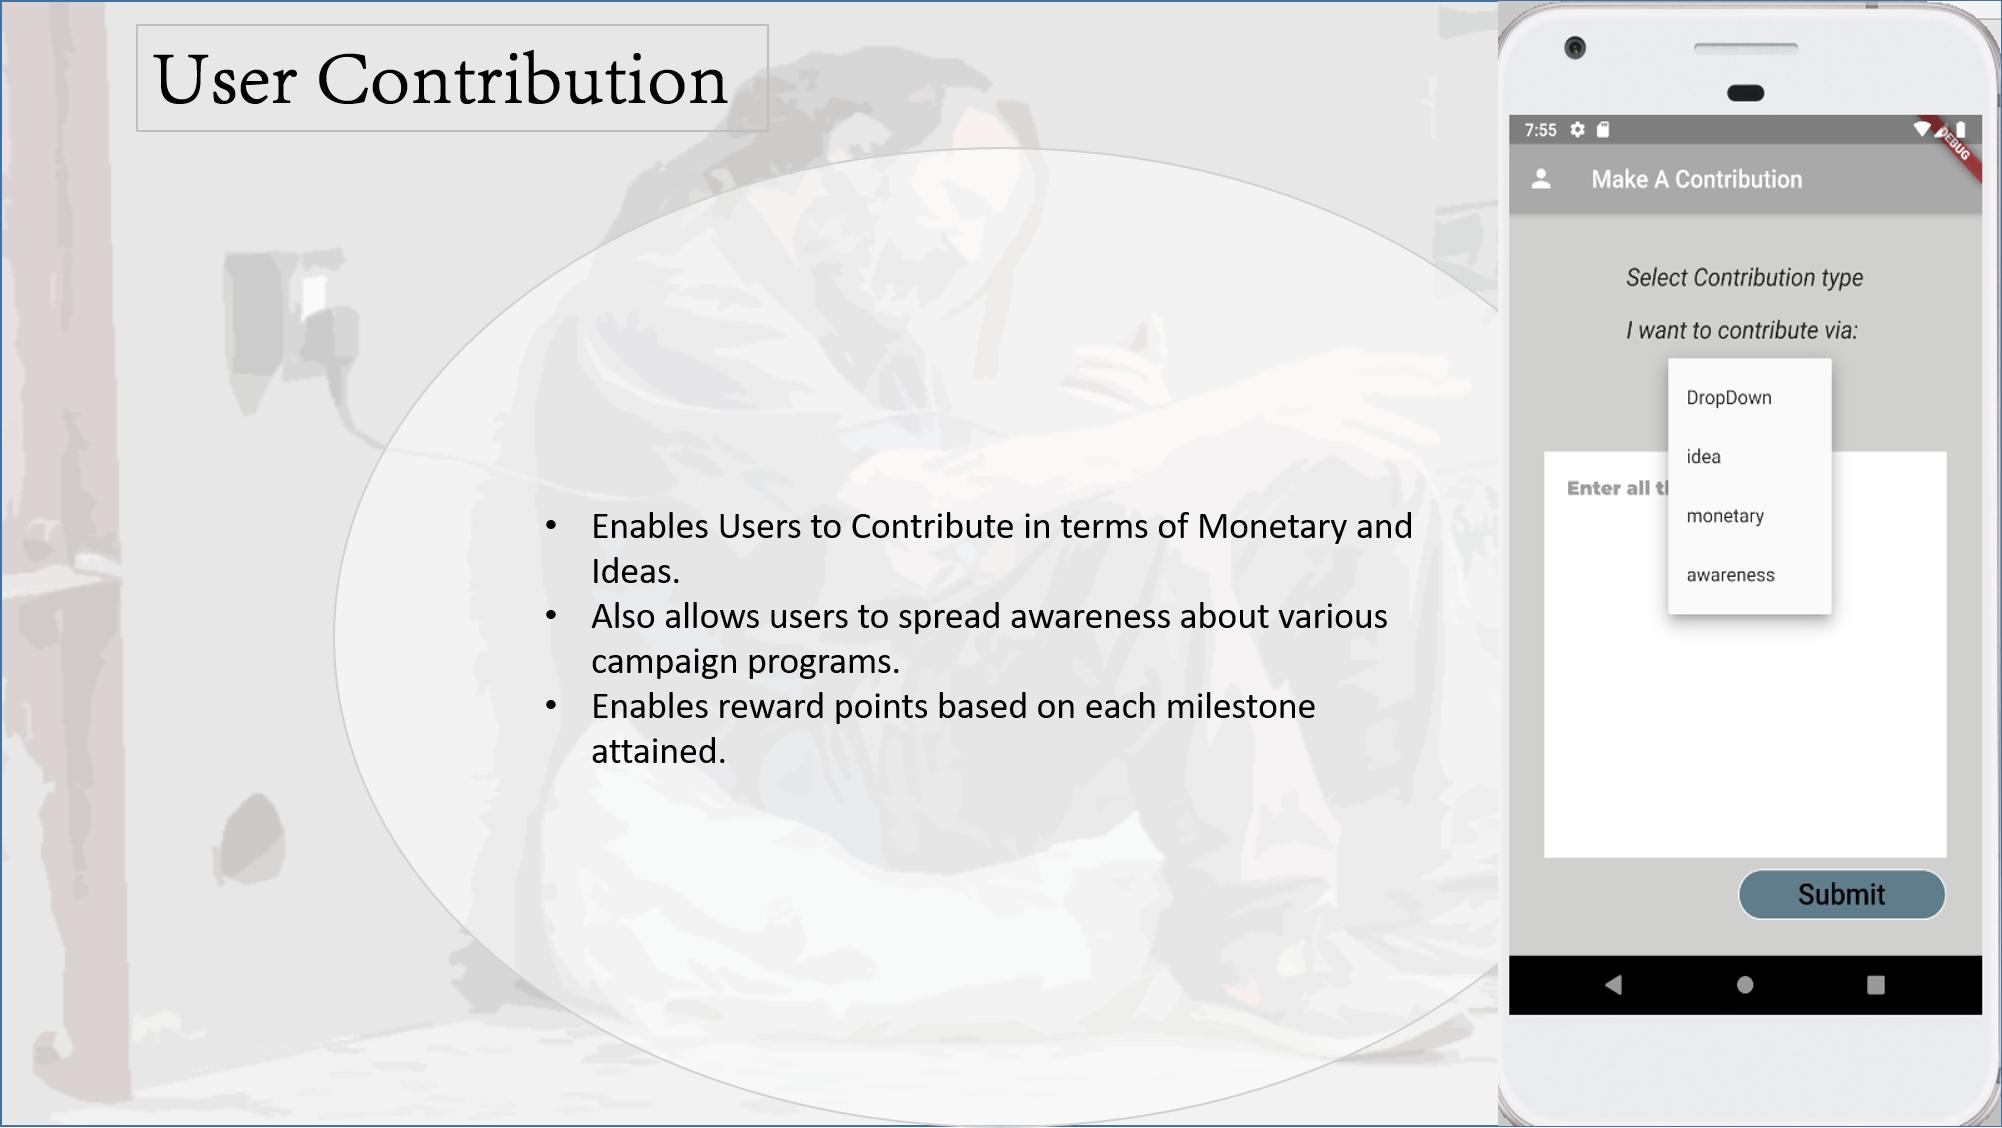 User Contribution
• Enables Users to Contribute in terms of Monetary and
Ideas.
• Also allows users to spread awareness about various
campaign programs.
• Enables reward points based on each milestone
attained.
7:55
DEBUG
Make A Contribution
Select Contribution type
I want to contribute via:
DropDown
idea
Enter all
monetary
awareness
Submit